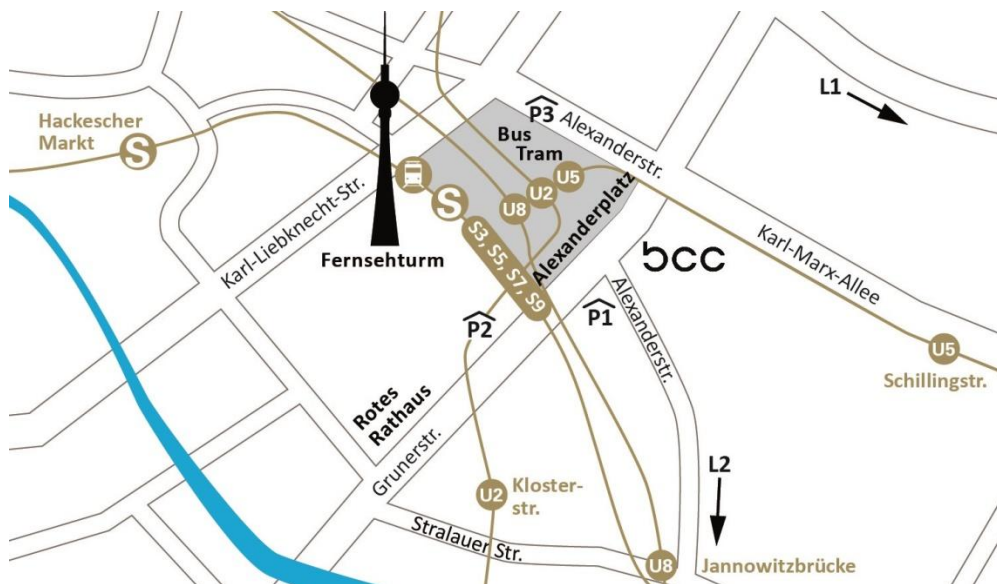 L1
P3
Alexanderstr.
Hackescher
Markt
S
Bus
Tram
U5
U2
U8
S
Karl-Liebknecht-Str.
Fernsehturm
S3, S5, S7, S9
Alexanderplatz
bcc
Karl-Marx-Allee
P2
P1
Alexanderstr.
U5
Schillingstr.
Rotes
Rathaus
Grunerstr.
L2
U2
Kloster-
str.
Stralauer Str.
U8
Jannowitzbrücke